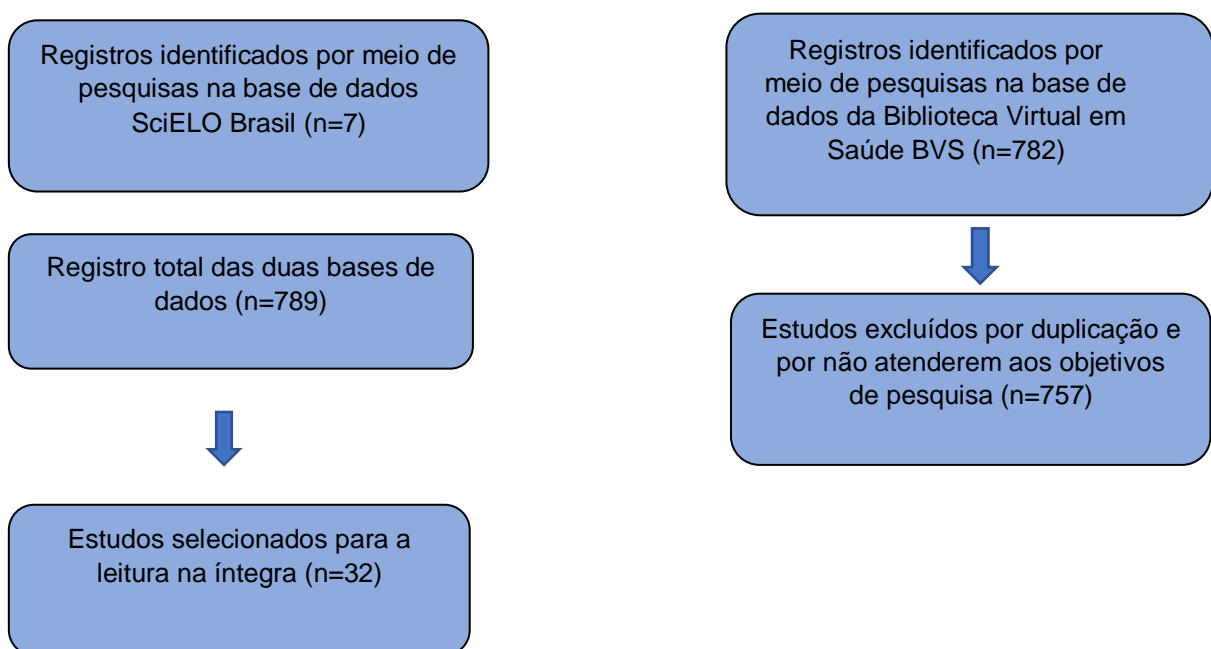 Registros identificados por meio de
pesquisas na base de dados
SciELO Brasil (n=7)
Registros identificados por
meio de pesquisas na base de
dados da Biblioteca Virtual em
Saúde BVS (n=782)
Registro total das duas bases de
dados (n=789)
Estudos excluídos por duplicação e
por não atenderem aos objetivos
de pesquisa (n=757)
Estudos selecionados para a
leitura na íntegra (n=32)